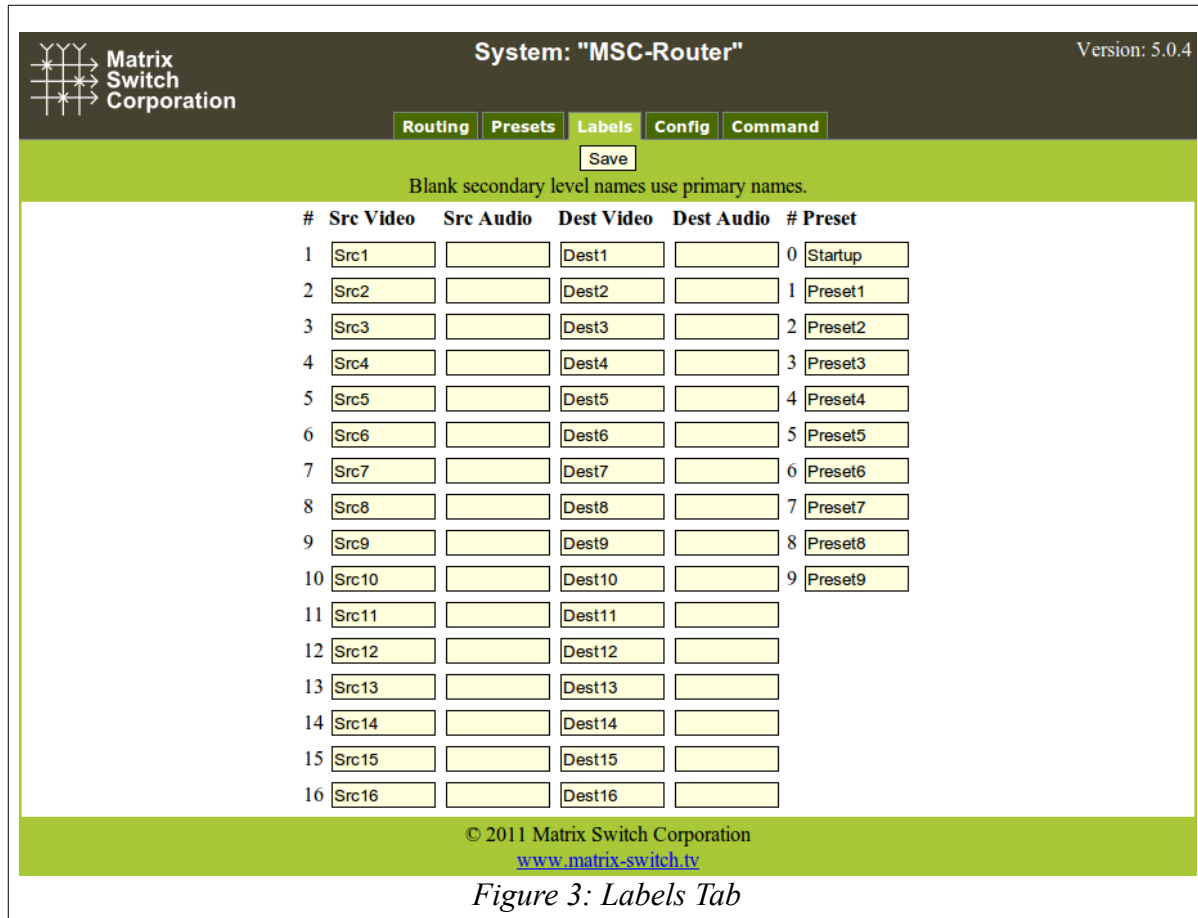 Matrix
Switch
Corporation
System: "MSC-Router"
Version: 5.0.4
Routing Presets Labels Config Command
Save
Blank secondary level names use primary names.
# Src Video Src Audio Dest Video Dest Audio # Preset
1 Src1 Dest1 0 Startup
2 Src2 Dest2 1 Preset1
3 Src3 Dest3 2 Preset2
4 Src4 Dest4 3 Preset3
5 Src5 Dest5 4 Preset4
6 Src6 Dest6 5 Preset5
7 Src7 Dest7 6 Preset6
8 Src8 Dest8 7 Preset7
9 Src9 Dest9 8 Preset8
10 Src10 Dest10 9 Preset9
11 Src11 Dest11
12 Src12 Dest12
13 Src13 Dest13
14 Src14 Dest14
15 Src15 Dest15
16 Src16 Dest16
© 2011 Matrix Switch Corporation
www.matrix-switch.tv
Figure 3: Labels Tab